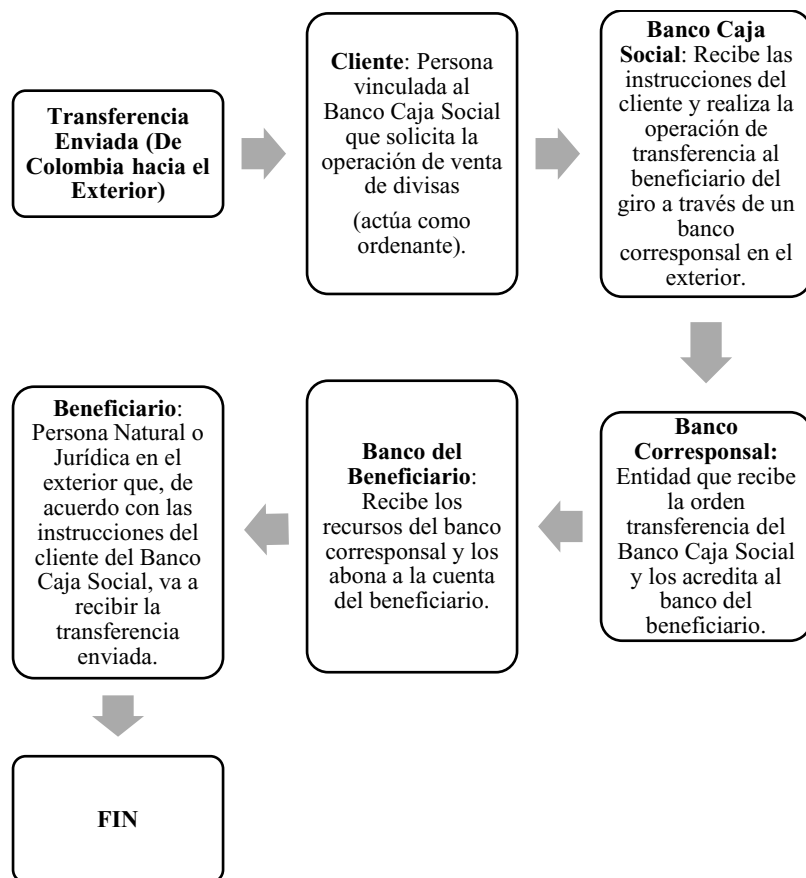 Transferencia
Enviada (De
Colombia hacia el
Exterior)
Cliente: Persona
vinculada al
Banco Caja Social
que solicita la
operación de venta
de divisas
(actúa como
ordenante).
Banco Caja
Social: Recibe las
instrucciones del
cliente y realiza la
operación de
transferencia al
beneficiario del
giro a través de un
banco
corresponsal en el
exterior.
Banco
Corresponsal:
Entidad que recibe
la orden
transferencia del
Banco Caja Social
y los acredita al
banco del
beneficiario.
Banco del
Beneficiario:
Recibe los
recursos del banco
corresponsal y los
abona a la cuenta
del beneficiario.
Beneficiario:
Persona Natural o
Jurídica en el
exterior que, de
acuerdo con las
instrucciones del
cliente del Banco
Caja Social, va a
recibir la
transferencia
enviada.
FIN